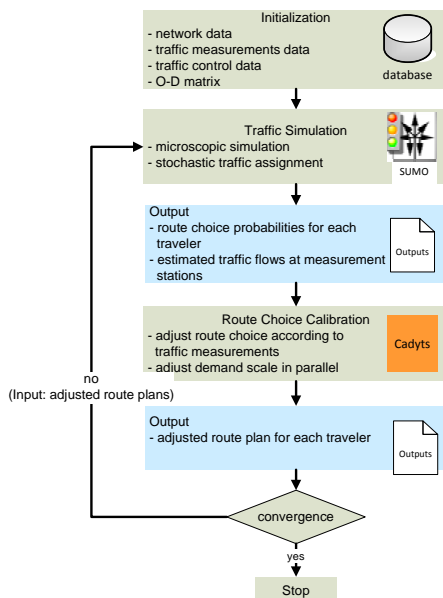 Initialization
- network data
- traffic measurements data
- traffic control data
- O-D matrix
database
Traffic Simulation
- microscopic simulation
- stochastic traffic assignment
SUMO
Output
- route choice probabilities for each
traveler
- estimated traffic flows at measurement
stations
Outputs
Route Choice Calibration
- adjust route choice according to
traffic measurements
- adjust demand scale in parallel
Cadyts
no
(Input: adjusted route plans)
Output
- adjusted route plan for each traveler
Outputs
convergence
yes
Stop